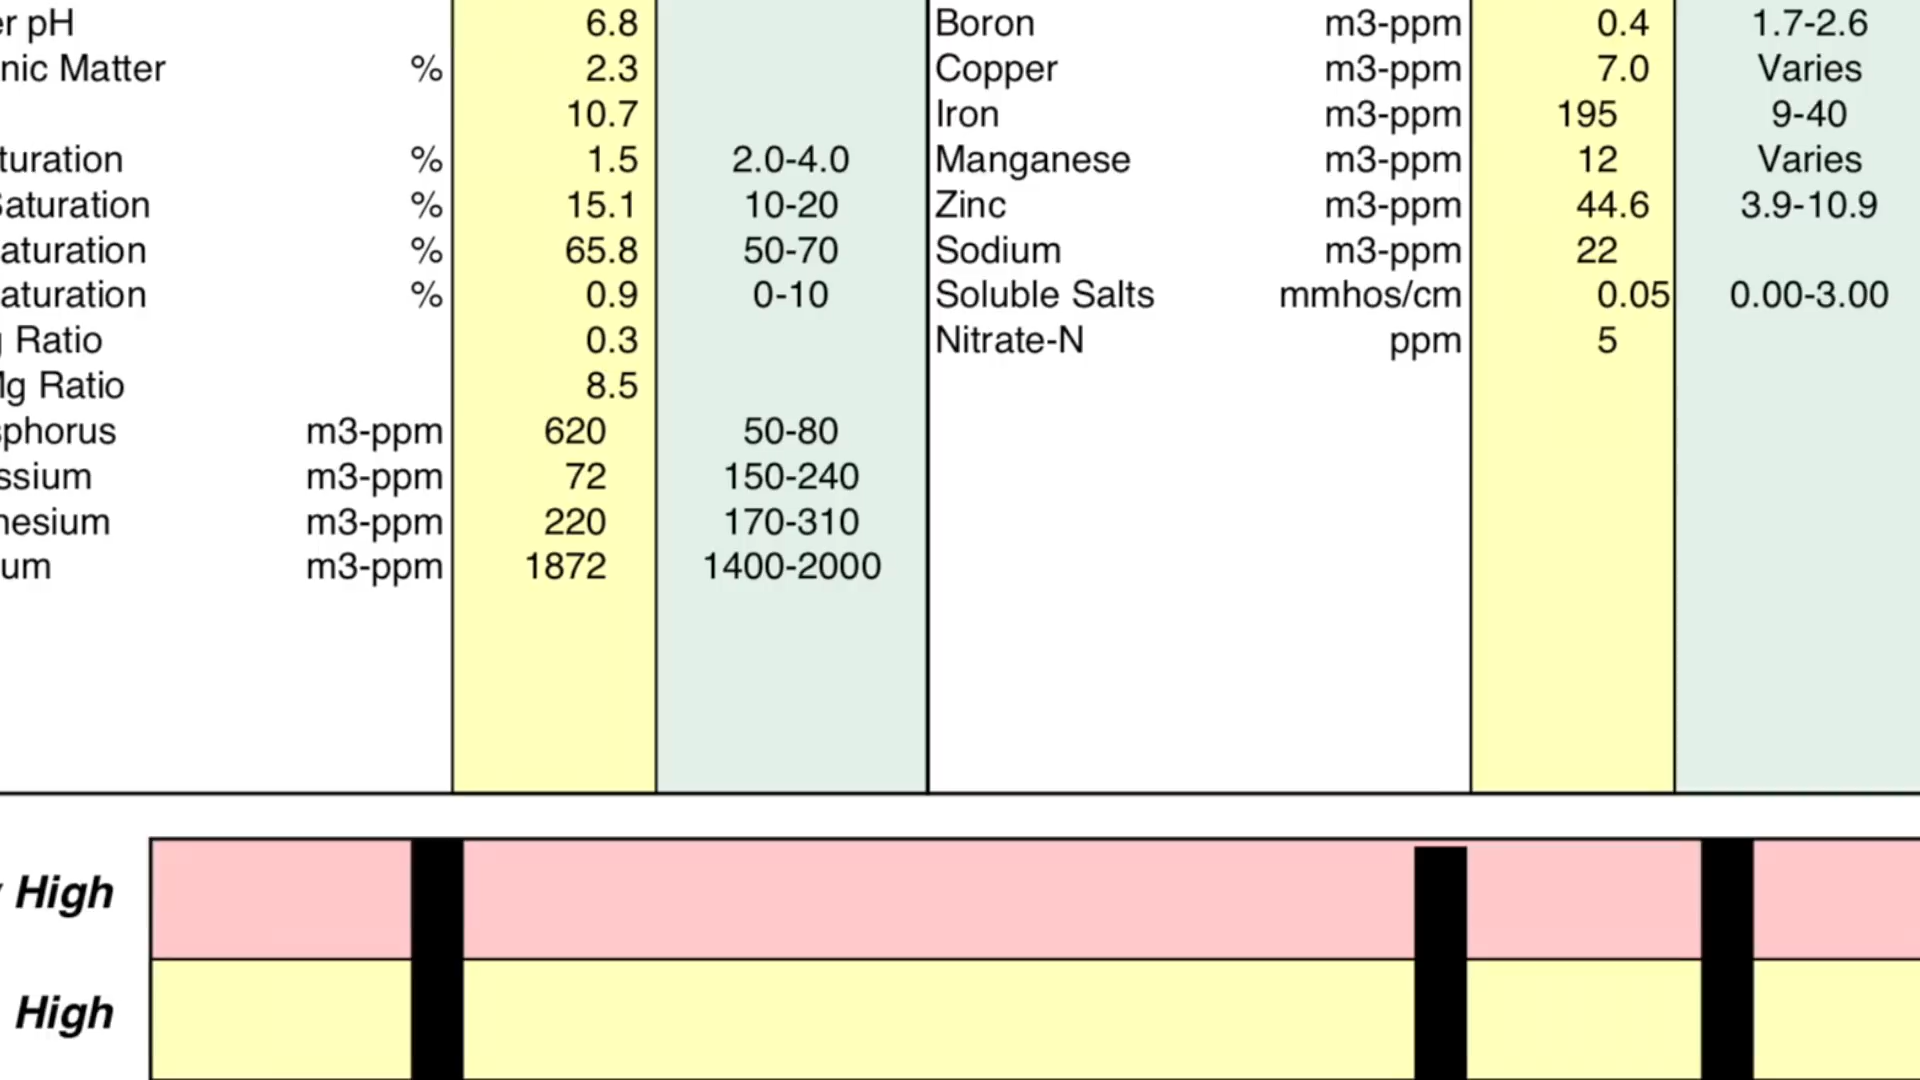 er pH 6.8
nic Matter % 2.3
10.7
turation % 1.5 2.0-4.0
Saturation % 15.1 10-20
aturation % 65.8 50-70
aturation % 0.9 0-10
g Ratio 0.3
Mg Ratio 8.5
sphorus m3-ppm 620 50-80
ssium m3-ppm 72 150-240
nesium m3-ppm 220 170-310
um m3-ppm 1872 1400-2000
Boron m3-ppm 0.4 1.7-2.6
Copper m3-ppm 7.0 Varies
Iron m3-ppm 195 9-40
Manganese m3-ppm 12 Varies
Zinc m3-ppm 44.6 3.9-10.9
Sodium m3-ppm 22
Soluble Salts mmhos/cm 0.05 0.00-3.00
Nitrate-N ppm 5
y High
High